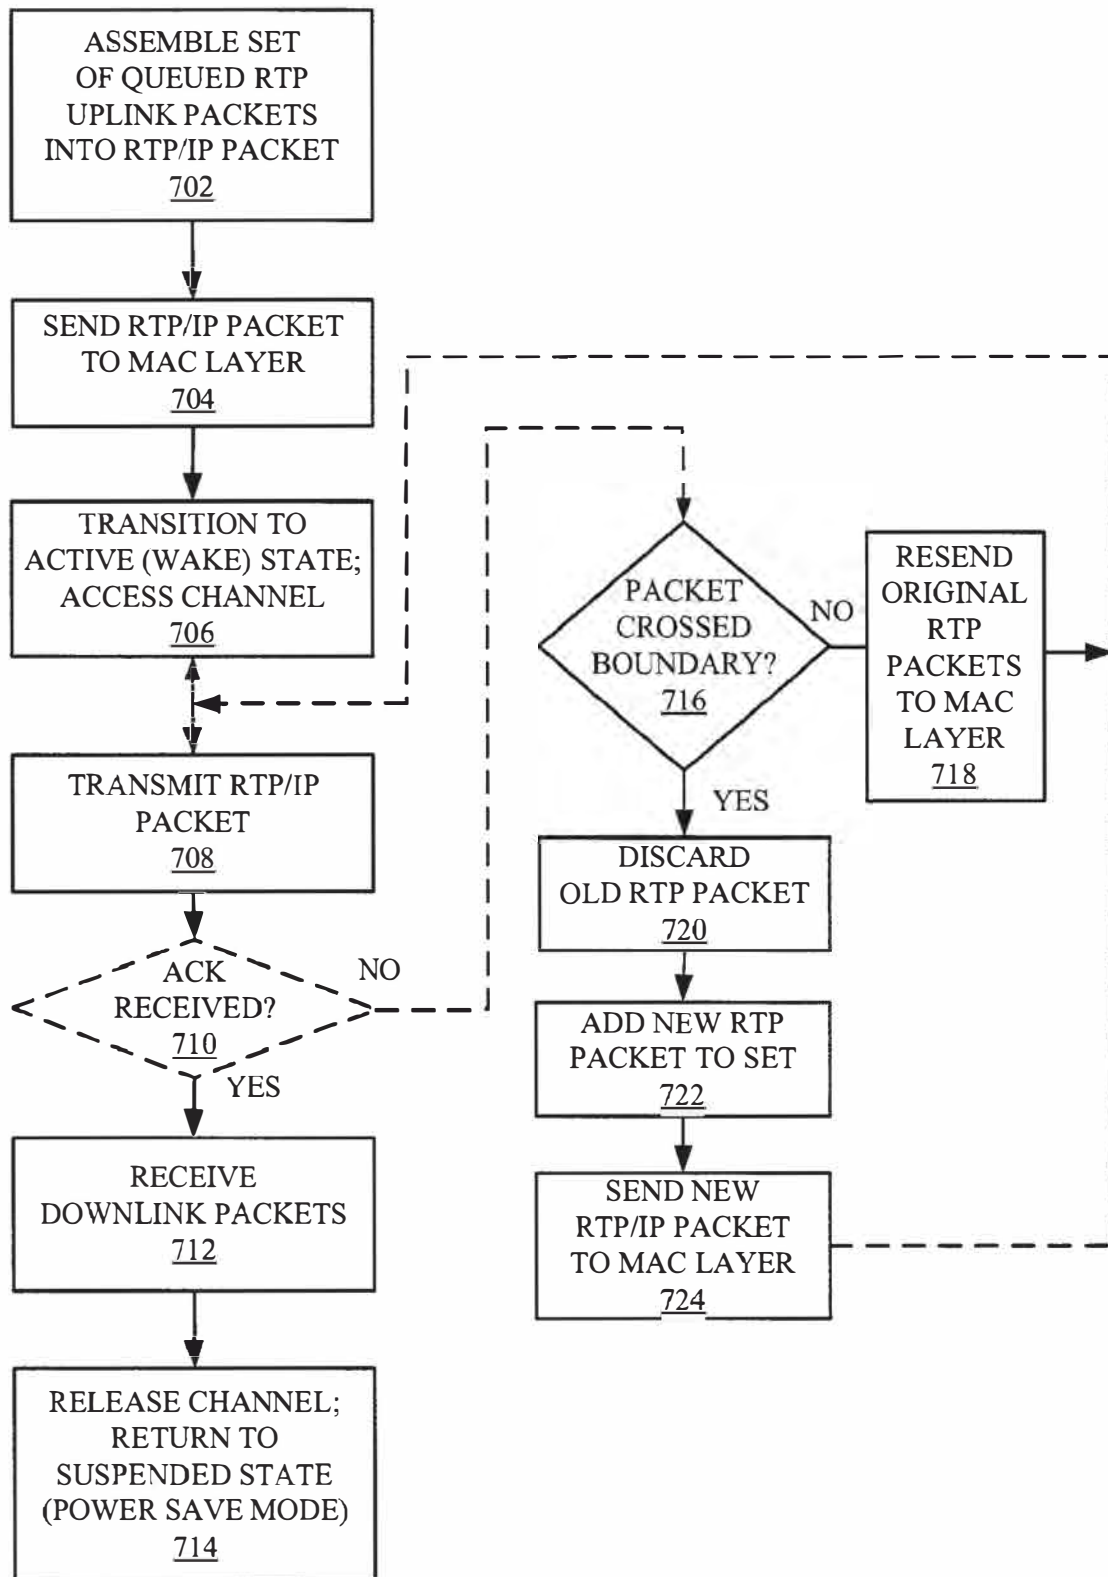 ASSEMBLE SET
OF QUEUED RTP
UPLINK PACKETS
INTO RTP/IP PACKET
702
SEND RTP/IP PACKET
TO MAC LAYER
704
TRANSITION TO
ACTIVE (WAKE) STATE;
ACCESS CHANNEL
706
TRANSMIT RTP/IP
PACKET
708
ACK
RECEIVED?
710
NO
YES
RECEIVE
DOWNLINK PACKETS
712
RELEASE CHANNEL;
RETURN TO
SUSPENDED STATE
(POWER SAVE MODE)
714
PACKET
CROSSED
BOUNDARY?
716
NO
YES
RESEND
ORIGINAL
RTP
PACKETS
TO MAC
LAYER
718
DISCARD
OLD RTP PACKET
720
ADD NEW RTP
PACKET TO SET
722
SEND NEW
RTP/IP PACKET
TO MAC LAYER
724